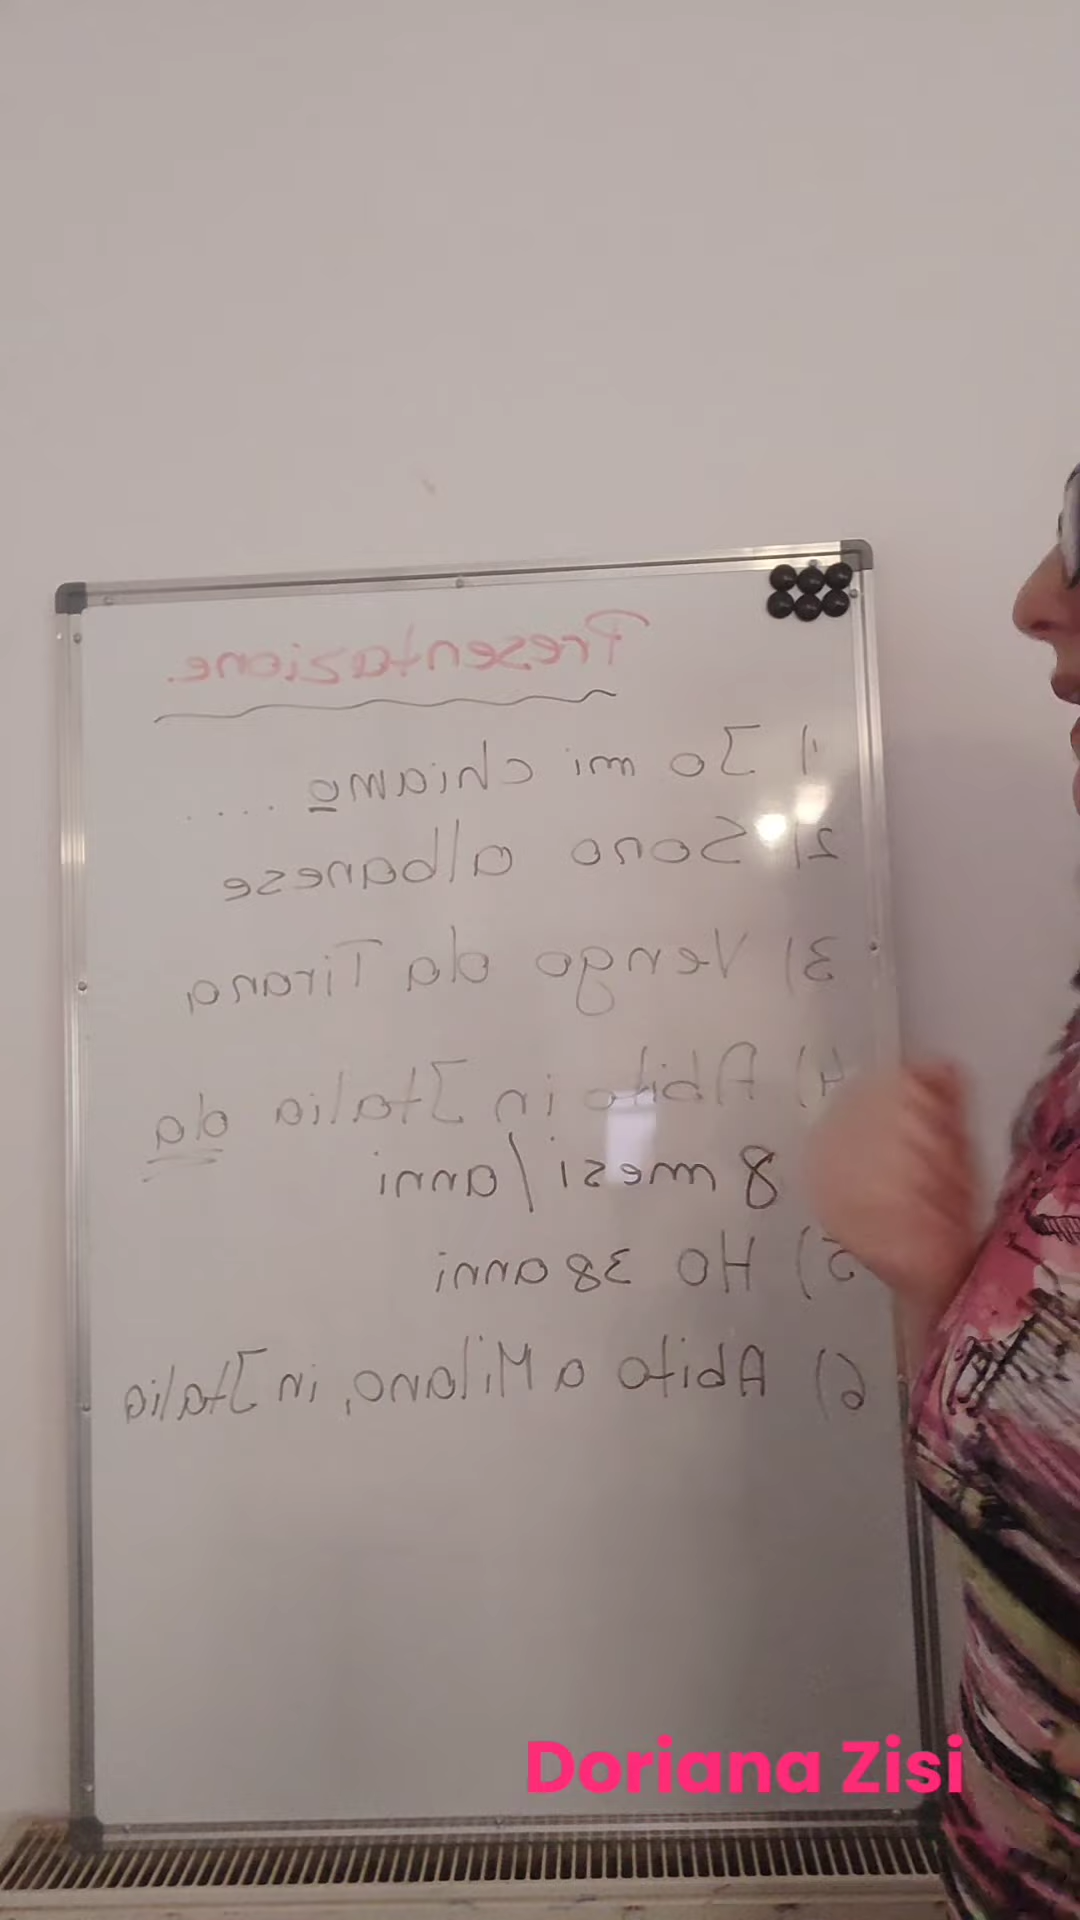 Presentazione.
1) Io mi chiamo ....
2) Sono albanese
3) Vengo da Tirana
4) Abito in Italia da
8 mesi/anni
5) Ho 38 anni
6) Abito a Milano, in Italia
Doriana Zisi